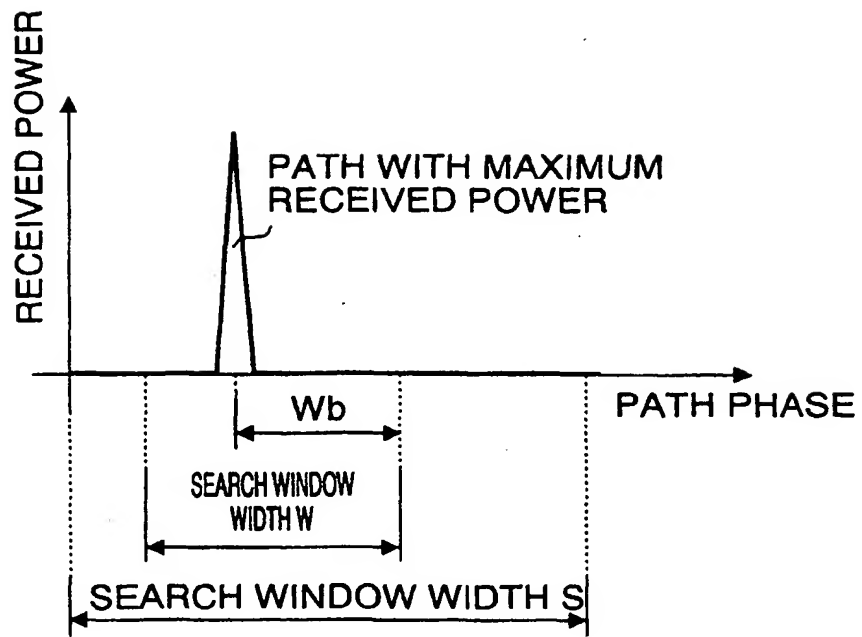 RECEIVED POWER
PATH WITH MAXIMUM
RECEIVED POWER
PATH PHASE
Wb
SEARCH WINDOW
WIDTH W
SEARCH WINDOW WIDTH S